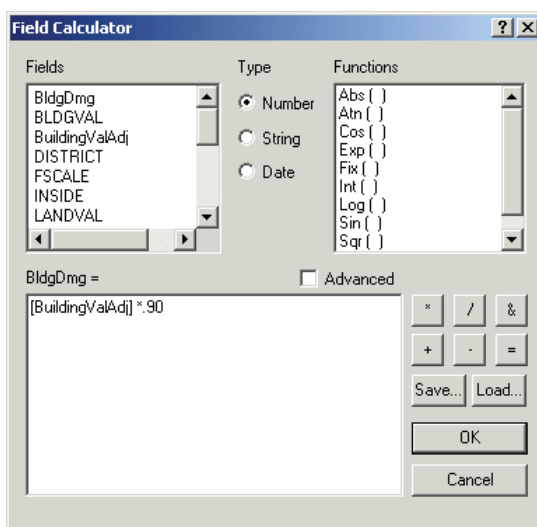 Field Calculator
Fields
Type
Functions
BldgDmg
BLDGVAL
BuildingValAdj
DISTRICT
FSCALE
INSIDE
LANDVAL
Number
String
Date
Abs ( )
Atn ( )
Cos ( )
Exp ( )
Fix ( )
Int ( )
Log ( )
Sin ( )
Sqr ( )
BldgDmg =
Advanced
[BuildingValAdj] *.90
* / &
+ - =
Save... Load...
OK
Cancel